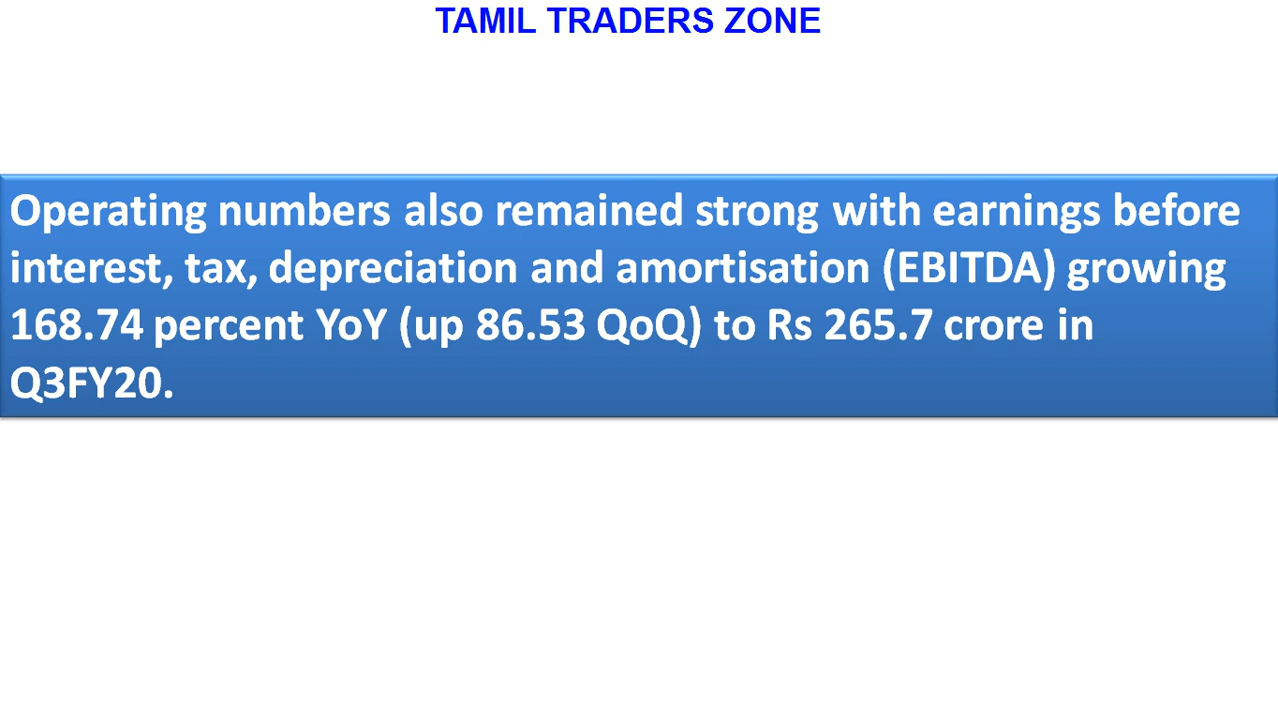 TAMIL TRADERS ZONE
Operating numbers also remained strong with earnings before
interest, tax, depreciation and amortisation (EBITDA) growing
168.74 percent YoY (up 86.53 QoQ) to Rs 265.7 crore in
Q3FY20.